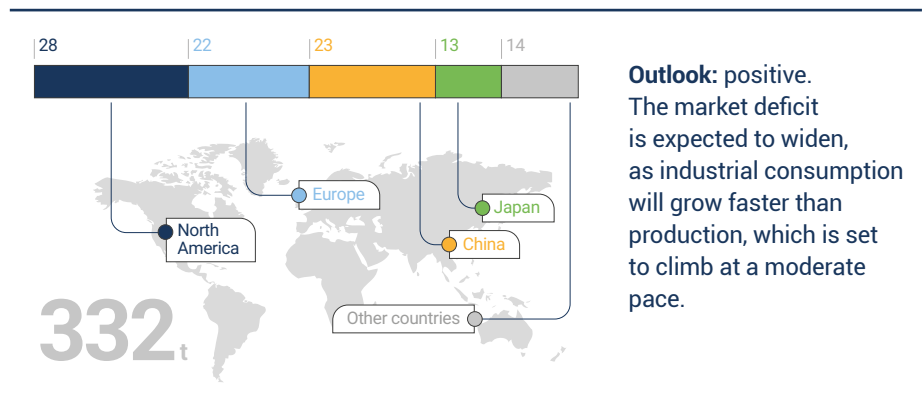 28 22 23 13 14
Outlook: positive.
The market deficit
is expected to widen,
as industrial consumption
will grow faster than
production, which is set
to climb at a moderate
pace.
Europe
Japan
North
America
China
Other countries
332 t